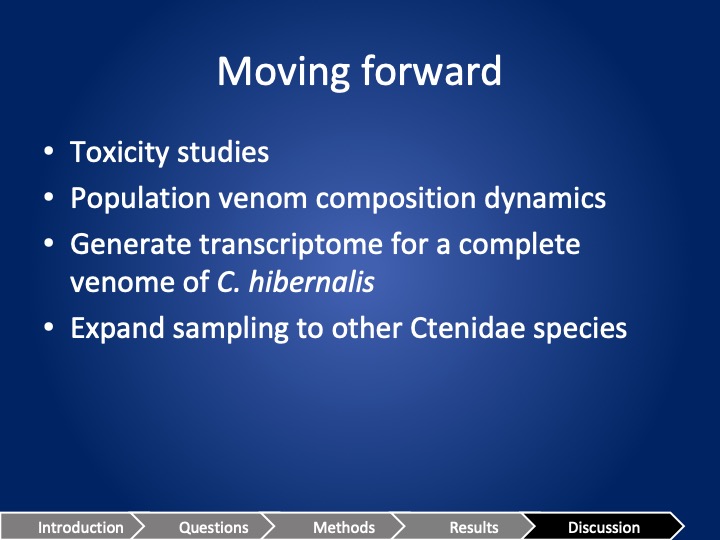 Moving forward
• Toxicity studies
• Population venom composition dynamics
• Generate transcriptome for a complete
venome of C. hibernalis
• Expand sampling to other Ctenidae species
Introduction Questions Methods Results Discussion